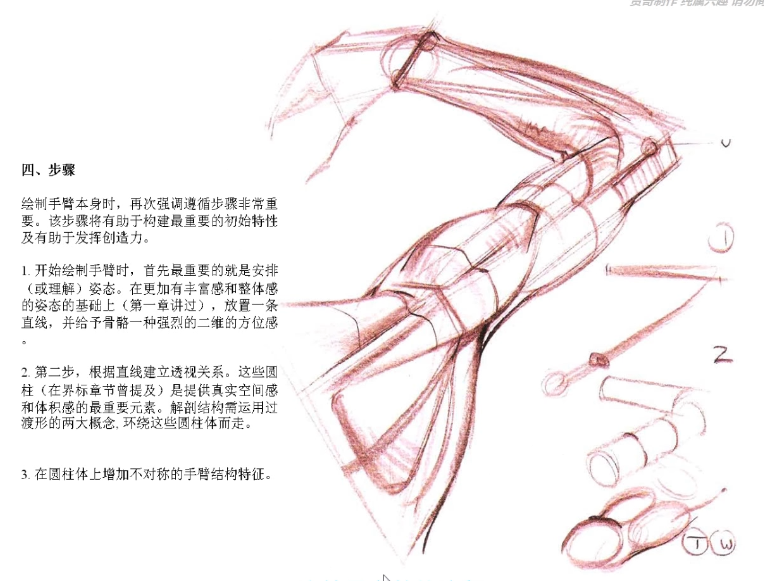 四、步骤
绘制手臂本身时，再次强调遵循步骤非常重
要。该步骤将有助于构建最重要的初始特性
及有助于发挥创造力。
1. 开始绘制手臂时，首先最重要的就是安排
（或理解）姿态。在更加有丰富感和整体感
的姿态的基础上（第一章讲过），放置一条
直线，并给予骨骼一种强烈的二维的方位感
。
2. 第二步，根据直线建立透视关系。这些圆
柱（在界标章节曾提及）是提供真实空间感
和体积感的最重要元素。解剖结构需运用过
渡形的两大概念, 环绕这些圆柱体而走。
3. 在圆柱体上增加不对称的手臂结构特征。
1
2
T W